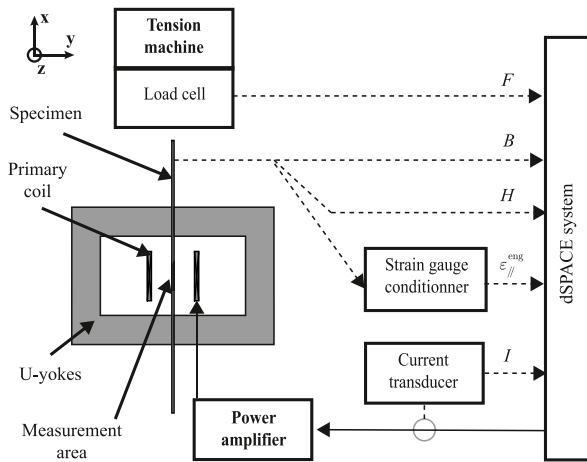 x
y
z
Tension
machine
Load cell
F
Specimen
B
Primary
coil
H
Strain gauge
conditionner
ε//eng
dSPACE system
U-yokes
Current
transducer
I
Measurement
area
Power
amplifier